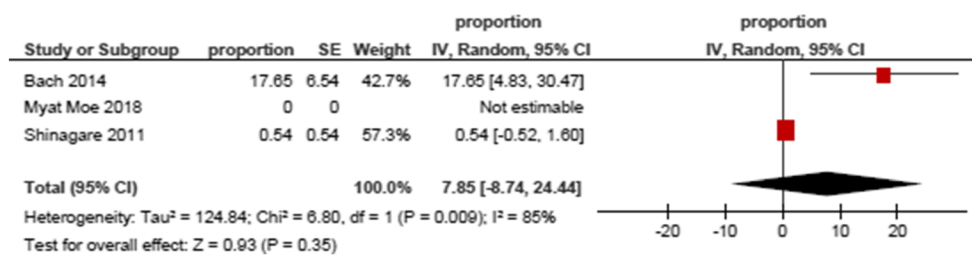 proportion proportion
Study or Subgroup proportion SE Weight IV, Random, 95% CI IV, Random, 95% CI
Bach 2014 17.65 6.54 42.7% 17.65 [4.83, 30.47]
Myat Moe 2018 0 0 Not estimable
Shinagare 2011 0.54 0.54 57.3% 0.54 [-0.52, 1.60]
Total (95% CI) 100.0% 7.85 [-8.74, 24.44]
Heterogeneity: Tau² = 124.84; Chi² = 6.80, df = 1 (P = 0.009); I² = 85%
Test for overall effect: Z = 0.93 (P = 0.35)
-20 -10 0 10 20